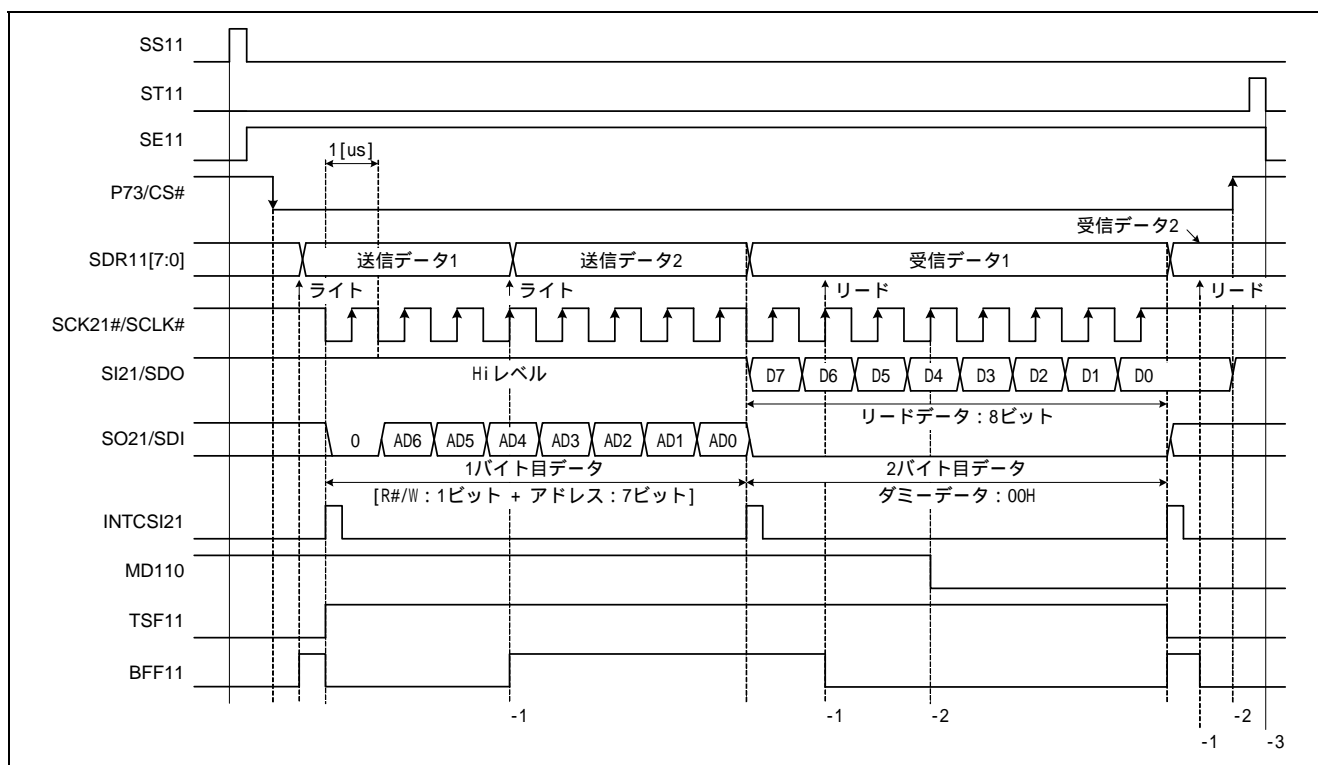 SS11
ST11
SE11
1[us]
P73/CS#
受信データ2
SDR11[7:0]
送信データ1
送信データ2
受信データ1
ライト
ライト
リード
リード
SCK21#/SCLK#
SI21/SDO
Hiレベル
D7 D6 D5 D4 D3 D2 D1 D0
リードデータ：8ビット
SO21/SDI
0 AD6 AD5 AD4 AD3 AD2 AD1 AD0
1バイト目データ
2バイト目データ
[R#/W：1ビット + アドレス：7ビット]
ダミーデータ：00H
INTCSI21
MD110
TSF11
BFF11
-1
-1
-2
-2
-1
-3